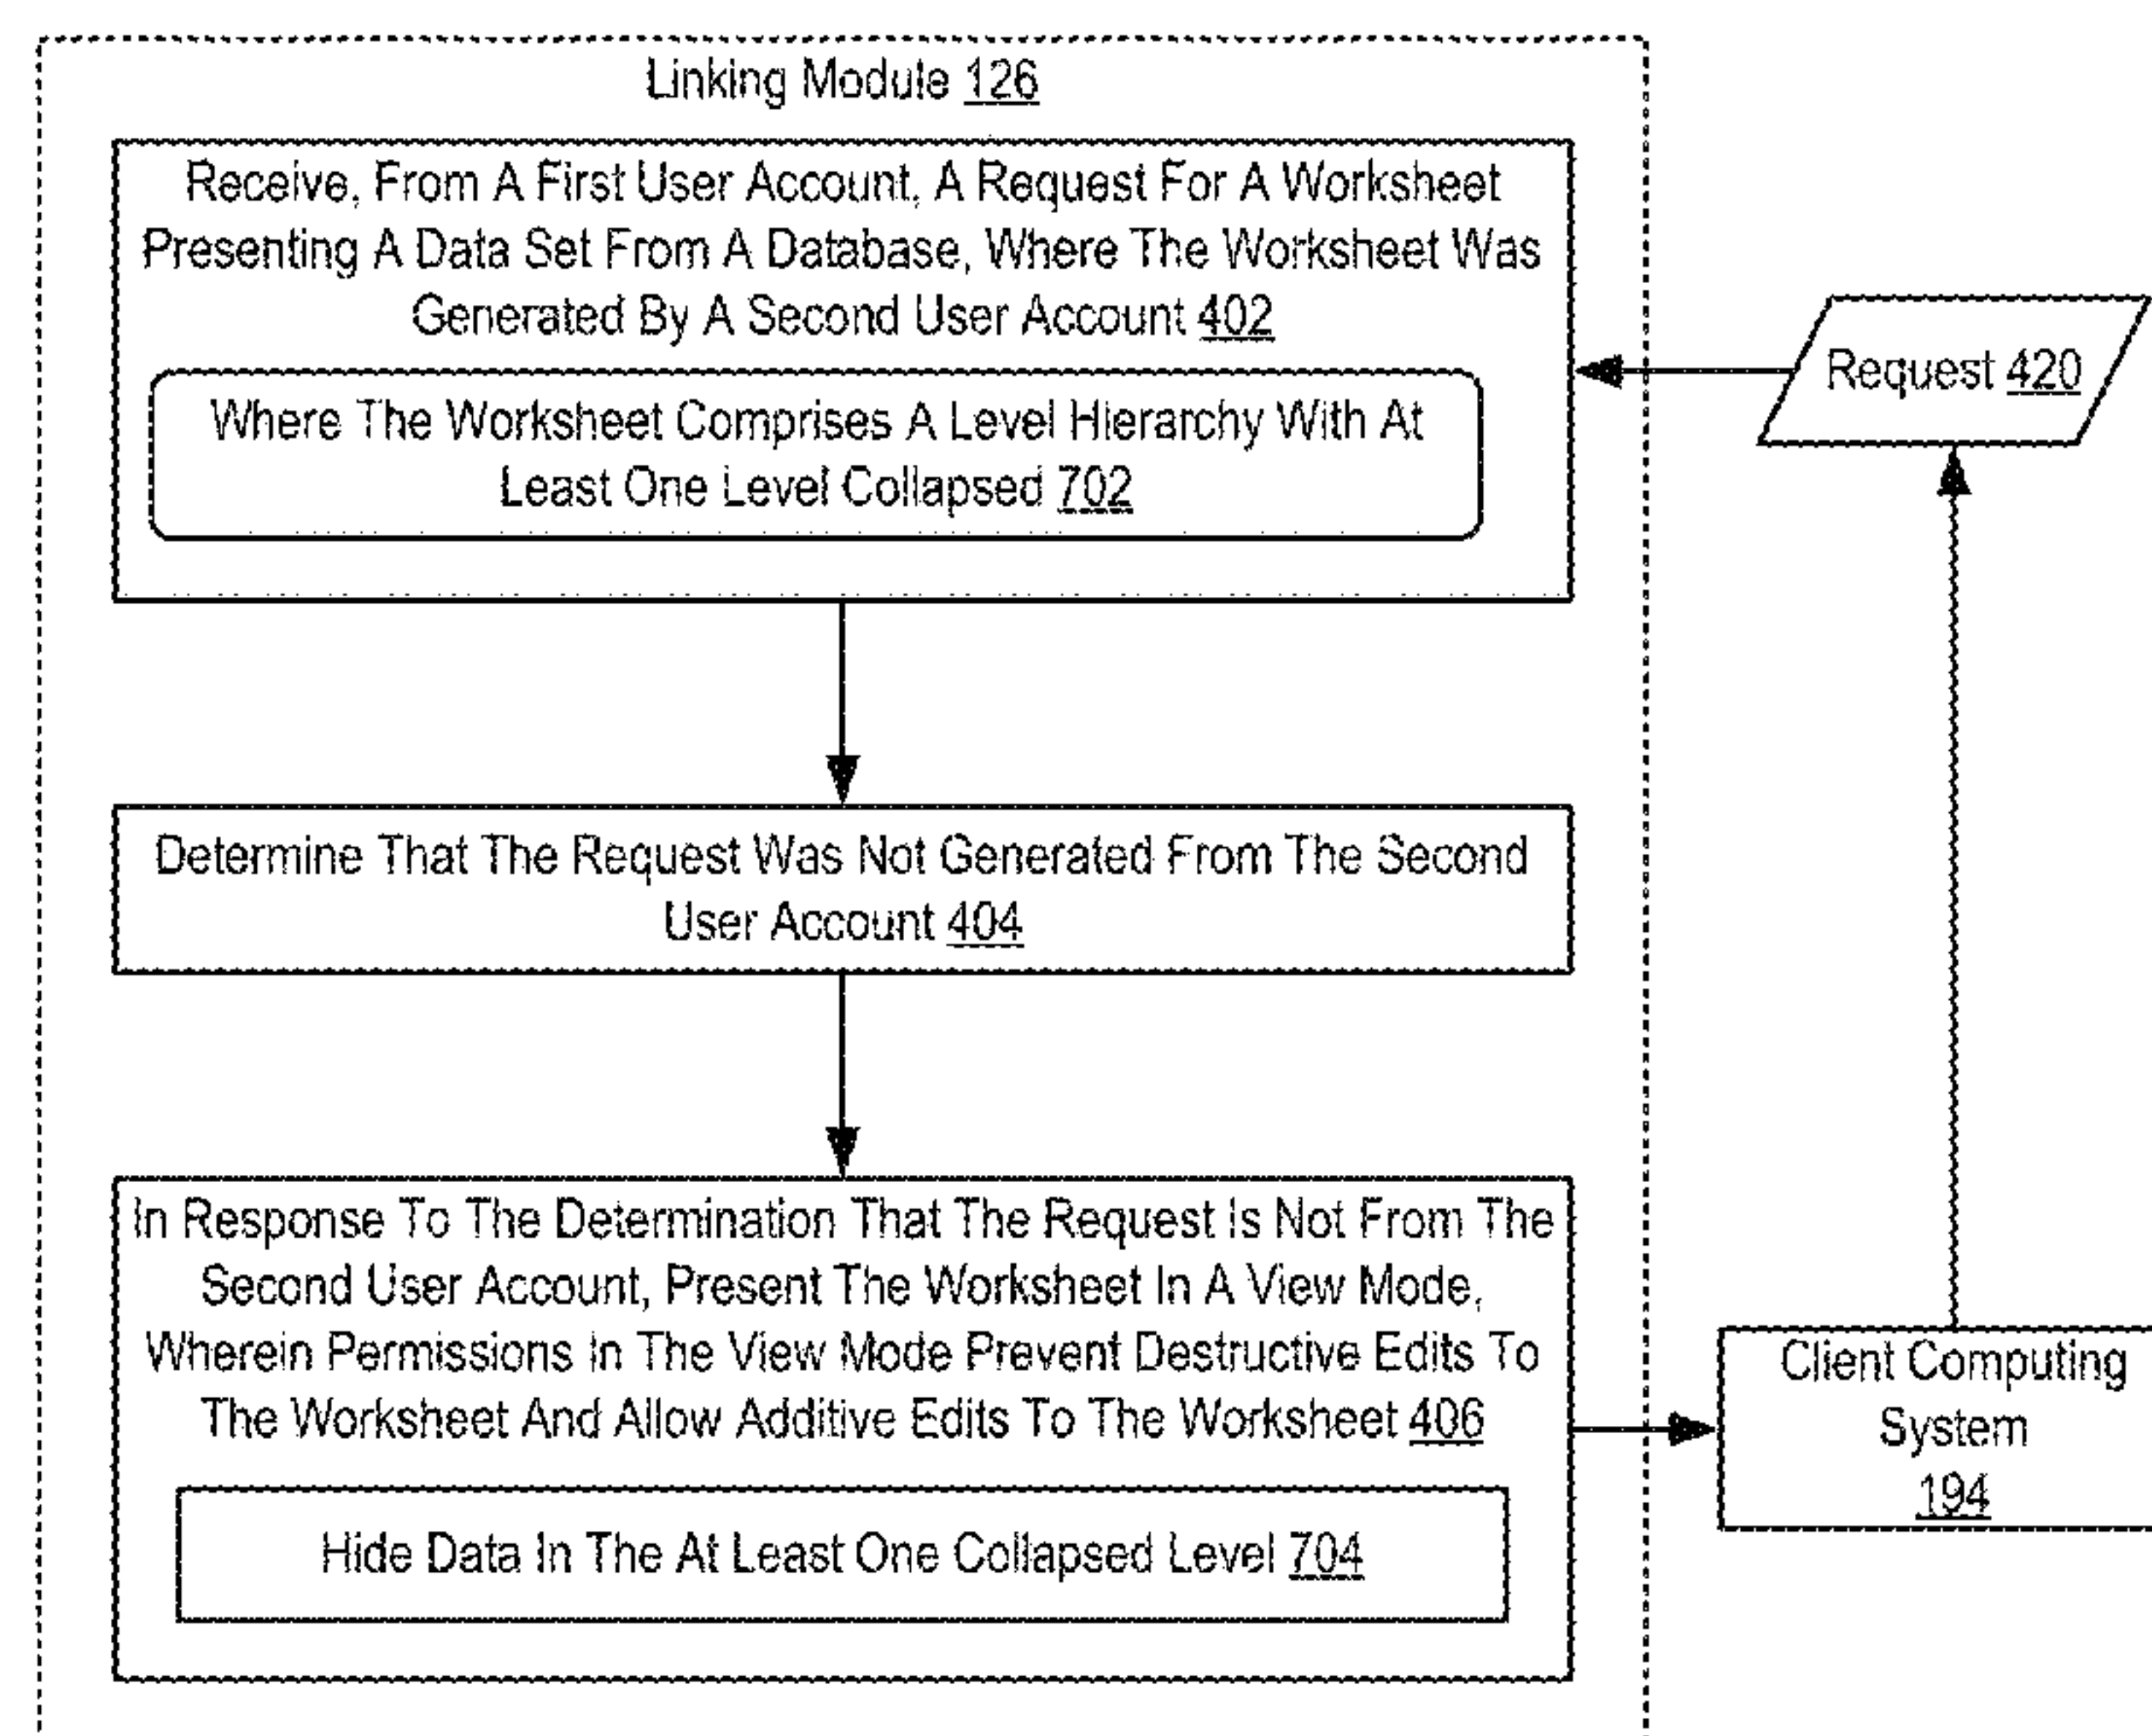 Linking Module 126
Receive, From A First User Account, A Request For A Worksheet
Presenting A Data Set From A Database, Where The Worksheet Was
Generated By A Second User Account 402
Where The Worksheet Comprises A Level Hierarchy With At
Least One Level Collapsed 702
Request 420
Determine That The Request Was Not Generated From The Second
User Account 404
In Response To The Determination That The Request Is Not From The
Second User Account, Present The Worksheet In A View Mode,
Wherein Permissions In The View Mode Prevent Destructive Edits To
The Worksheet And Allow Additive Edits To The Worksheet 406
Hide Data In The At Least One Collapsed Level 704
Client Computing
System
194